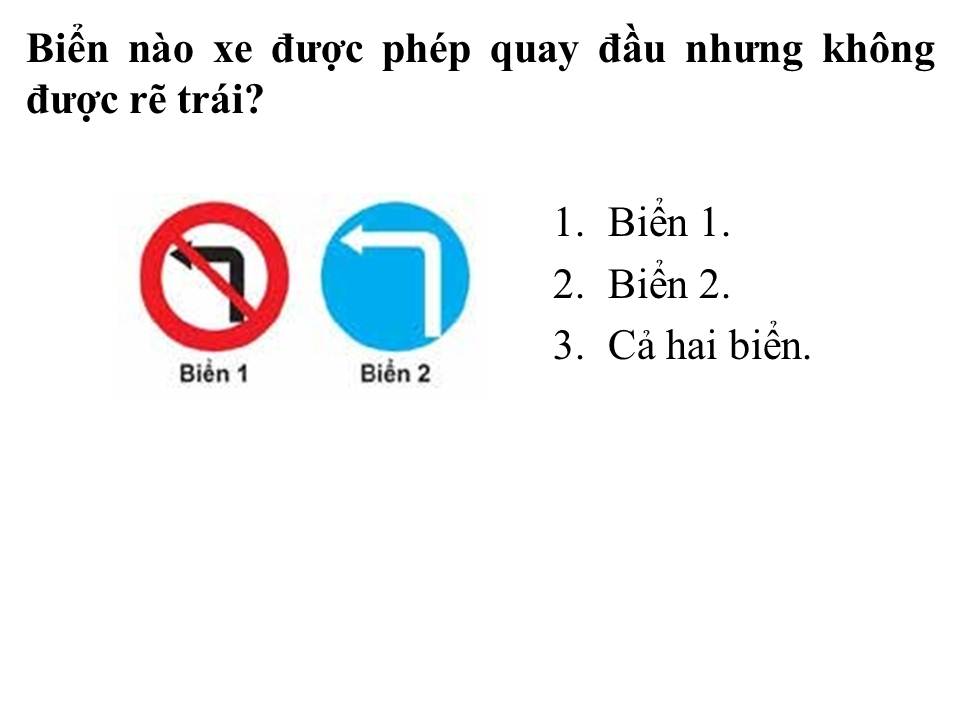 Biển nào xe được phép quay đầu nhưng không
được rẽ trái?
1. Biển 1.
2. Biển 2.
3. Cả hai biển.
Biển 1
Biển 2